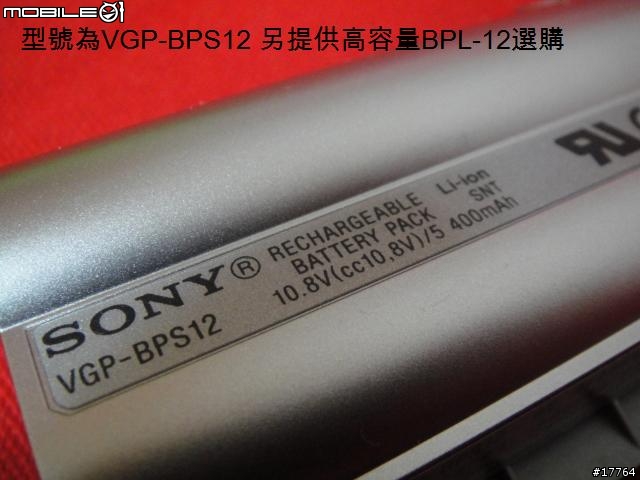 MOBILE01
型號為VGP-BPS12 另提供高容量BPL-12選購
SONY® RECHARGEABLE Li-ion
BATTERY PACK SNT
VGP-BPS12 10.8V(cc10.8V)/5 400mAh
#17764